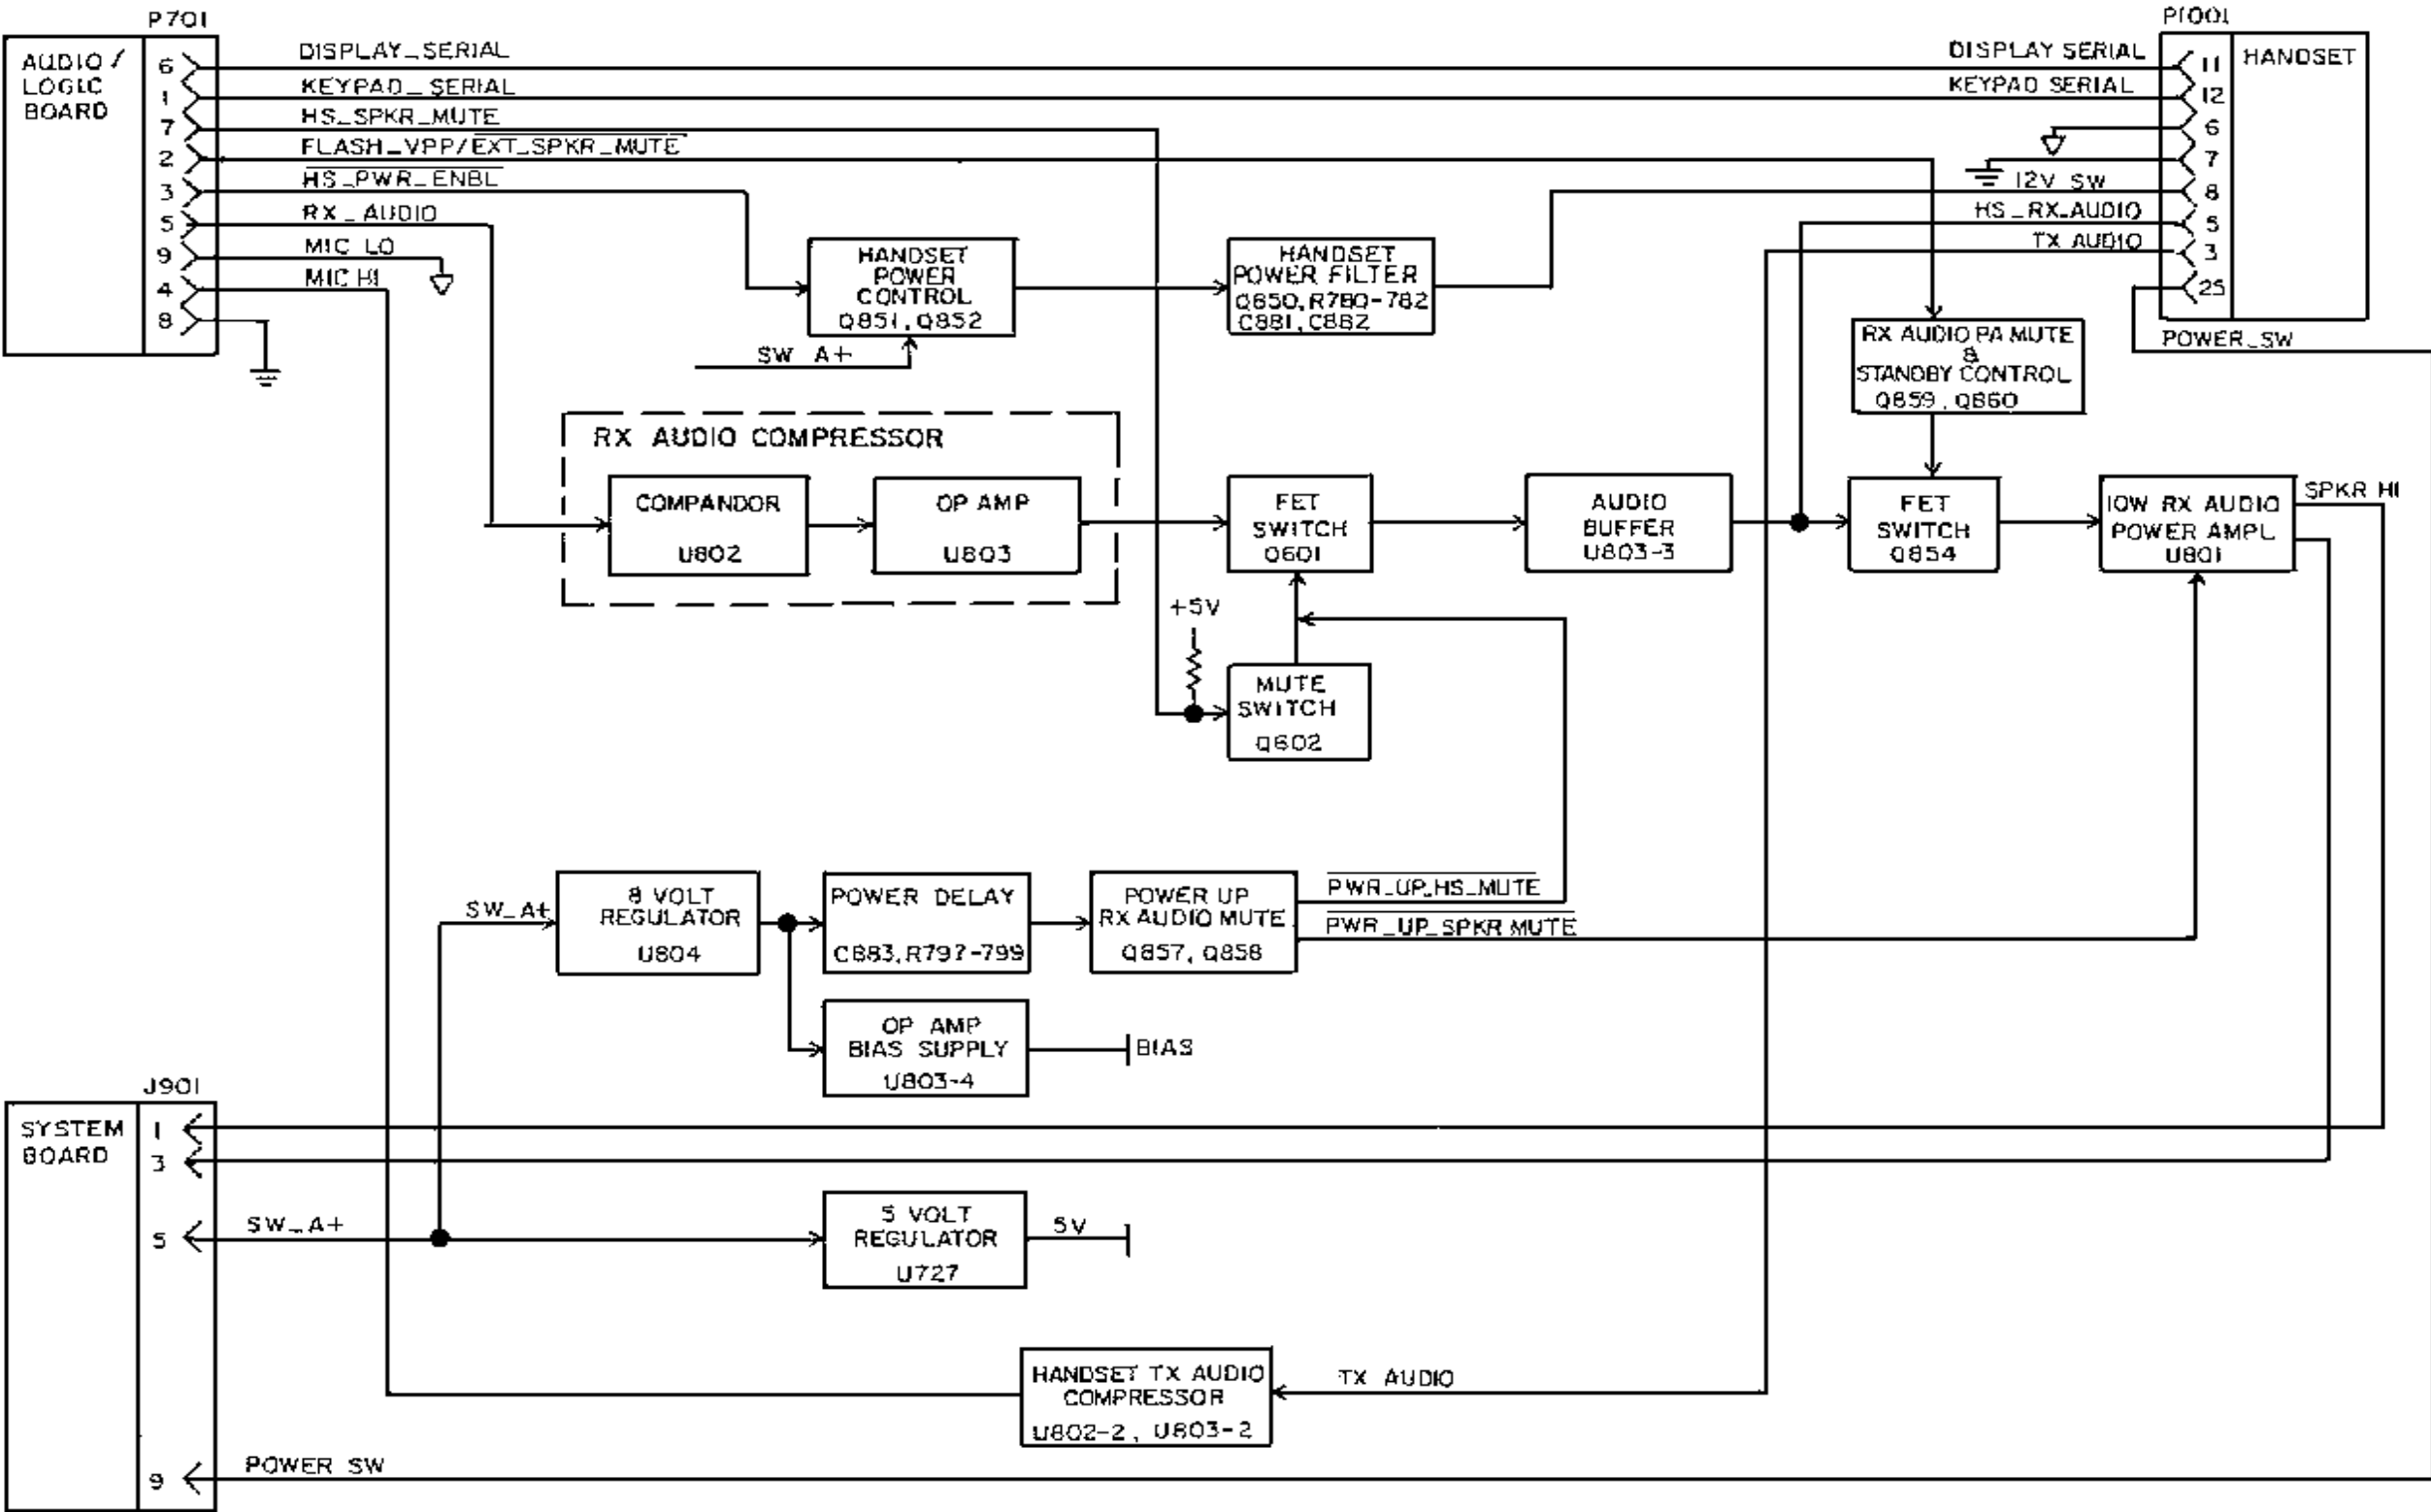 P701
P1001
AUDIO /
LOGIC
BOARD
6
1
7
2
3
5
9
4
8
DISPLAY_SERIAL
KEYPAD_SERIAL
HS_SPKR_MUTE
FLASH_VPP/EXT_SPKR_MUTE
HS_PWR_ENBL
RX_AUDIO
MIC LO
MIC HI
DISPLAY SERIAL
KEYPAD SERIAL
12V SW
HS_RX_AUDIO
TX AUDIO
11
12
6
7
8
5
3
25
HANDSET
POWER_SW
HANDSET
POWER
CONTROL
Q851, Q852
SW A+
HANDSET
POWER FILTER
Q850, R780-782
C881, C882
RX AUDIO PA MUTE
&
STANDBY CONTROL
Q859, Q860
RX AUDIO COMPRESSOR
COMPANDOR
U802
OP AMP
U803
FET
SWITCH
Q601
AUDIO
BUFFER
U803-3
FET
SWITCH
Q854
10W RX AUDIO
POWER AMPL
U801
SPKR HI
+5V
MUTE
SWITCH
Q602
SW_A+
8 VOLT
REGULATOR
U804
POWER DELAY
C883, R797-799
POWER UP
RX AUDIO MUTE
Q857, Q858
PWR_UP_HS_MUTE
PWR_UP_SPKR MUTE
OP AMP
BIAS SUPPLY
U803-4
BIAS
J901
SYSTEM
BOARD
1
3
5
9
SW_A+
5 VOLT
REGULATOR
U727
5V
HANDSET TX AUDIO
COMPRESSOR
U802-2, U803-2
TX AUDIO
POWER SW